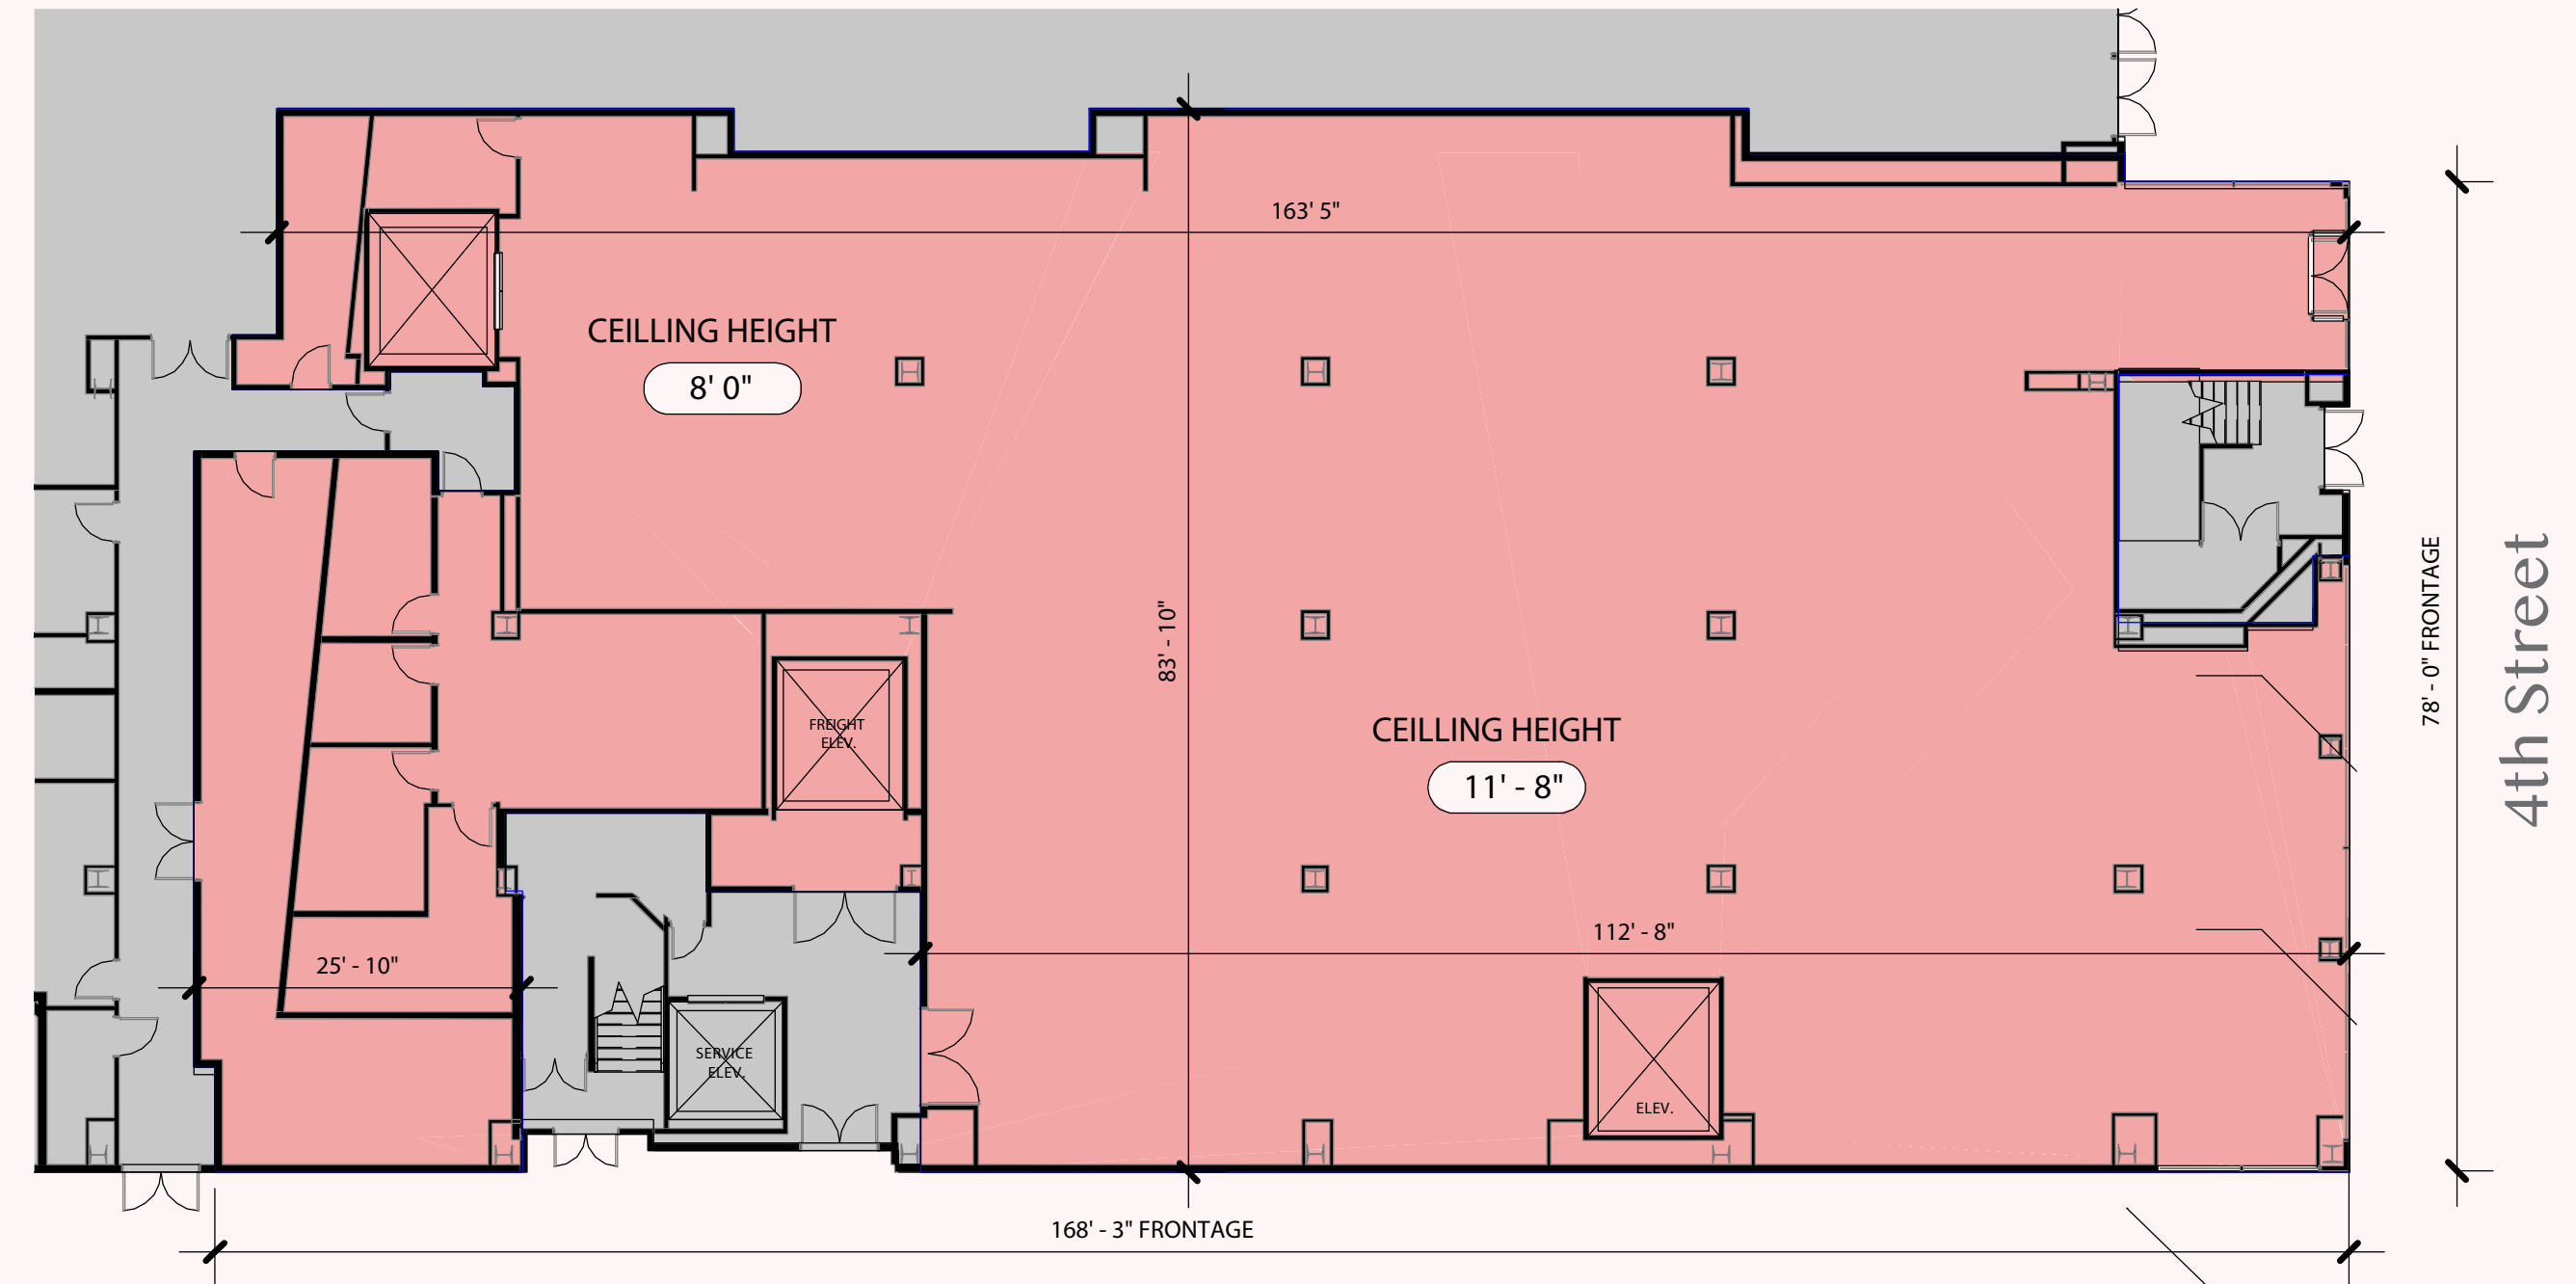 163' 5"
CEILLING HEIGHT
8' 0"
83' - 10"
78' - 0" FRONTAGE
4th Street
FREIGHT
ELEV.
CEILLING HEIGHT
11' - 8"
112' - 8"
25' - 10"
SERVICE
ELEV.
ELEV.
168' - 3" FRONTAGE